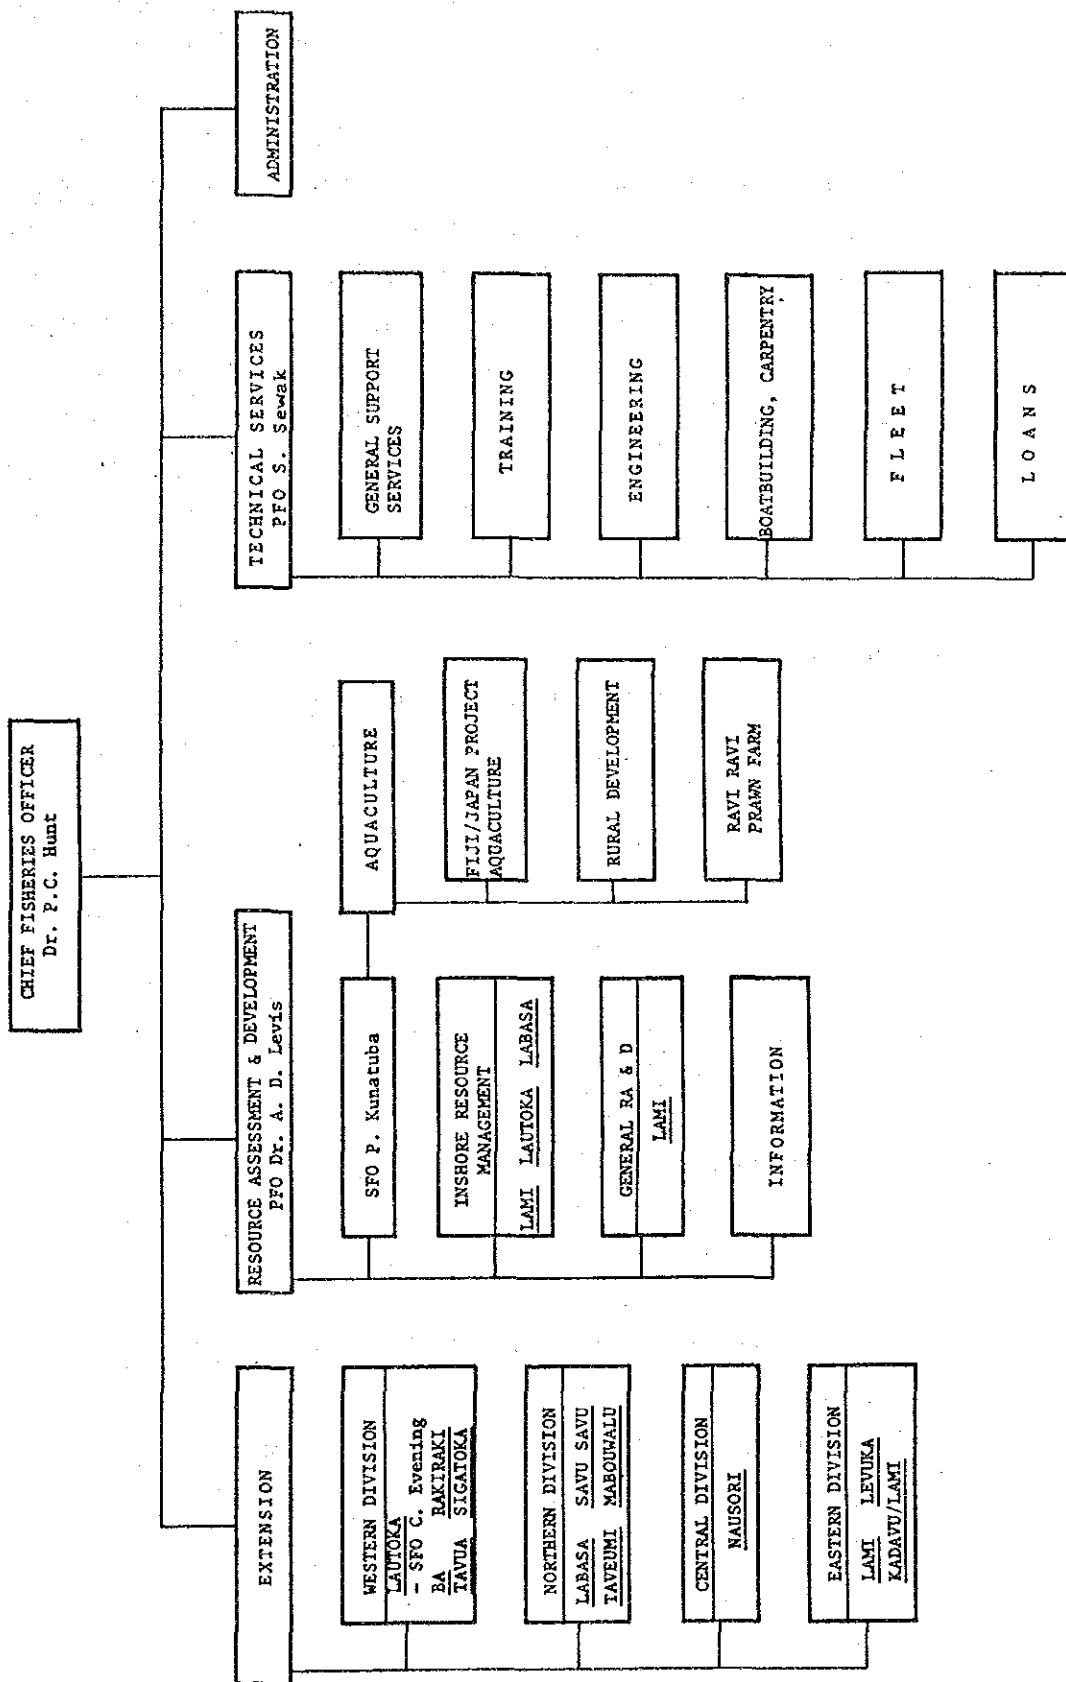 CHIEF FISHERIES OFFICER
Dr. P.C. Hunt
EXTENSION
WESTERN DIVISION
LAUTOKA
- SFO C. Evening
BA RAKIRAKI
TAVUA SIGATOKA
NORTHERN DIVISION
LABASA SAVU SAVU
TAVEUMI MABOUWALU
CENTRAL DIVISION
NAUSORI
EASTERN DIVISION
LAMI LEVUKA
KADAVU/LAMI
RESOURCE ASSESSMENT & DEVELOPMENT
PFO Dr. A. D. Levis
SFO P. Kunatuba
INSHORE RESOURCE
MANAGEMENT
LAMI LAUTOKA LABASA
GENERAL RA & D
LAMI
INFORMATION
AQUACULTURE
FIJI/JAPAN PROJECT
AQUACULTURE
RURAL DEVELOPMENT
RAVI RAVI
PRAWN FARM
TECHNICAL SERVICES
PFO S. Sewak
GENERAL SUPPORT
SERVICES
TRAINING
ENGINEERING
BOATBUILDING, CARPENTRY
FLEET
LOANS
ADMINISTRATION